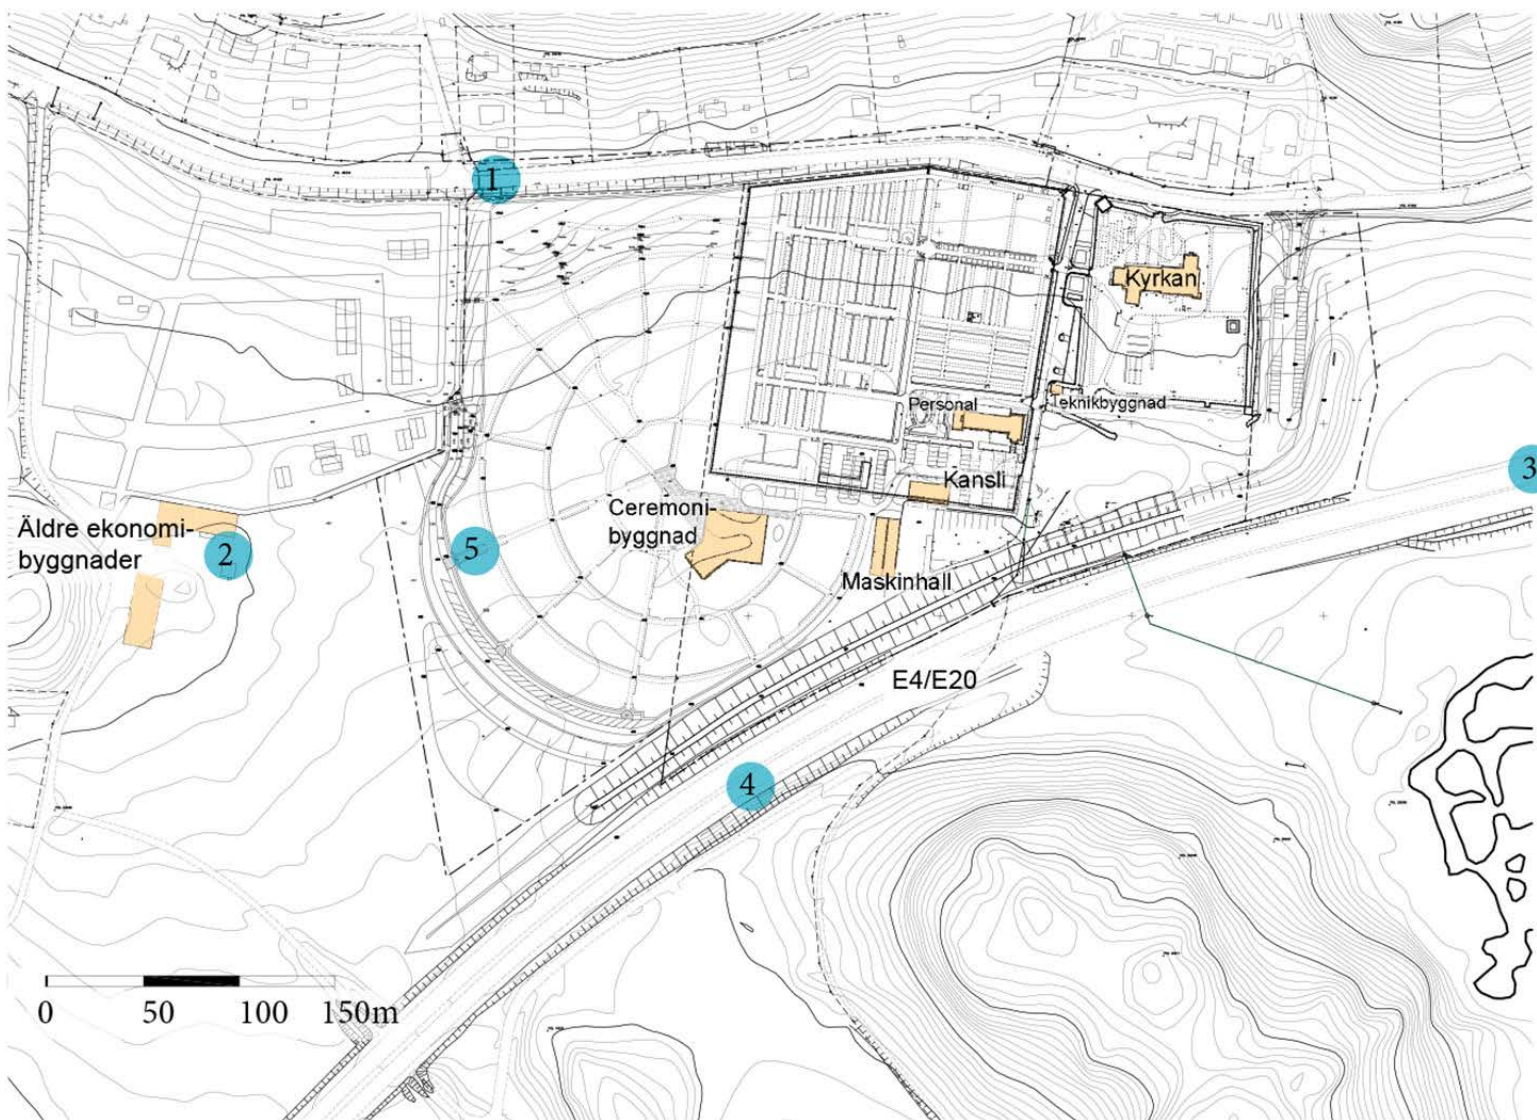 1
Kyrkan
Personal
Teknikbyggnad
3
Kansli
Ceremoni-
byggnad
Äldre ekonomi-
byggnader
2
5
Maskinhall
E4/E20
4
0 50 100 150m